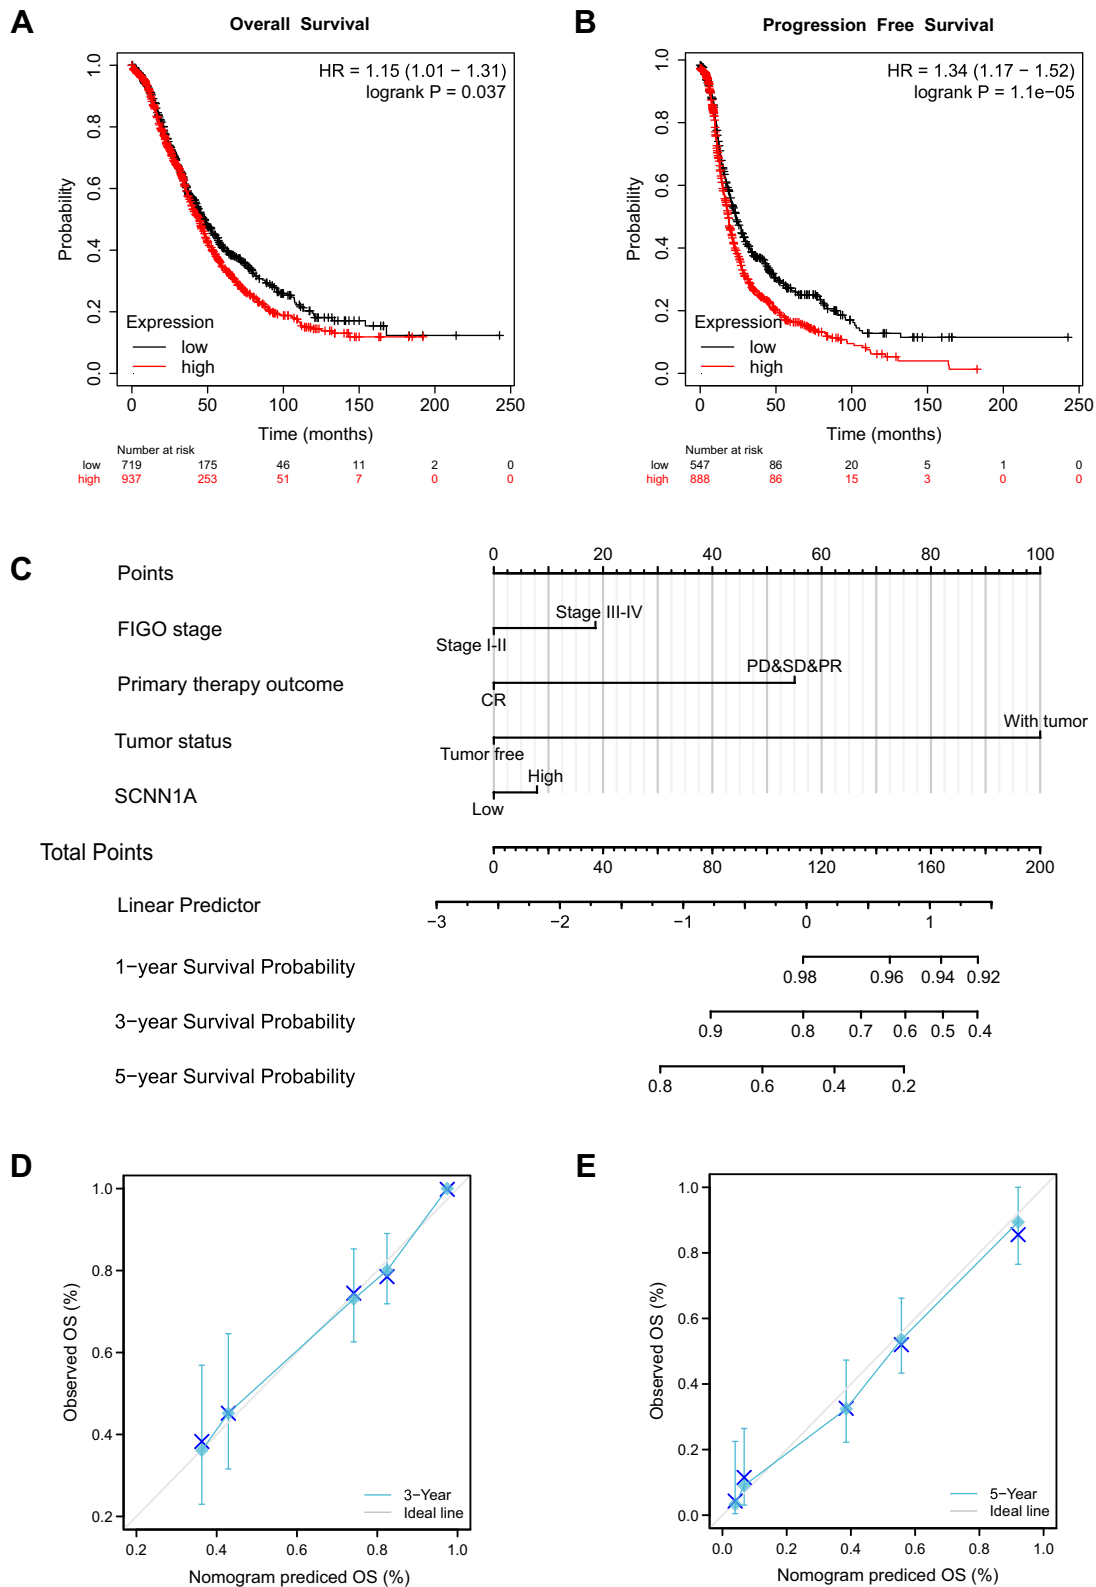 A
Overall Survival
HR = 1.15 (1.01 − 1.31)
logrank P = 0.037
Probability
1.0
0.8
0.6
0.4
0.2
0.0
Expression
low
high
0 50 100 150 200 250
Time (months)
Number at risk
low 719 175 46 11 2 0
high 937 253 51 7 0 0
B
Progression Free Survival
HR = 1.34 (1.17 − 1.52)
logrank P = 1.1e−05
Probability
1.0
0.8
0.6
0.4
0.2
0.0
Expression
low
high
0 50 100 150 200 250
Time (months)
Number at risk
low 547 86 20 5 1 0
high 888 86 15 3 0 0
C
0 20 40 60 80 100
Points
Stage III-IV
FIGO stage
Stage I-II
PD&SD&PR
Primary therapy outcome
CR
With tumor
Tumor status
Tumor free
High
SCNN1A
Low
Total Points
0 40 80 120 160 200
Linear Predictor
−3 −2 −1 0 1
1−year Survival Probability
0.98 0.96 0.94 0.92
3−year Survival Probability
0.9 0.8 0.7 0.6 0.5 0.4
5−year Survival Probability
0.8 0.6 0.4 0.2
D
Observed OS (%)
1.0
0.8
0.6
0.4
0.2
3−Year
Ideal line
0.2 0.4 0.6 0.8 1.0
Nomogram prediced OS (%)
E
Observed OS (%)
1.0
0.8
0.6
0.4
0.2
0.0
5−Year
Ideal line
0.0 0.2 0.4 0.6 0.8 1.0
Nomogram prediced OS (%)